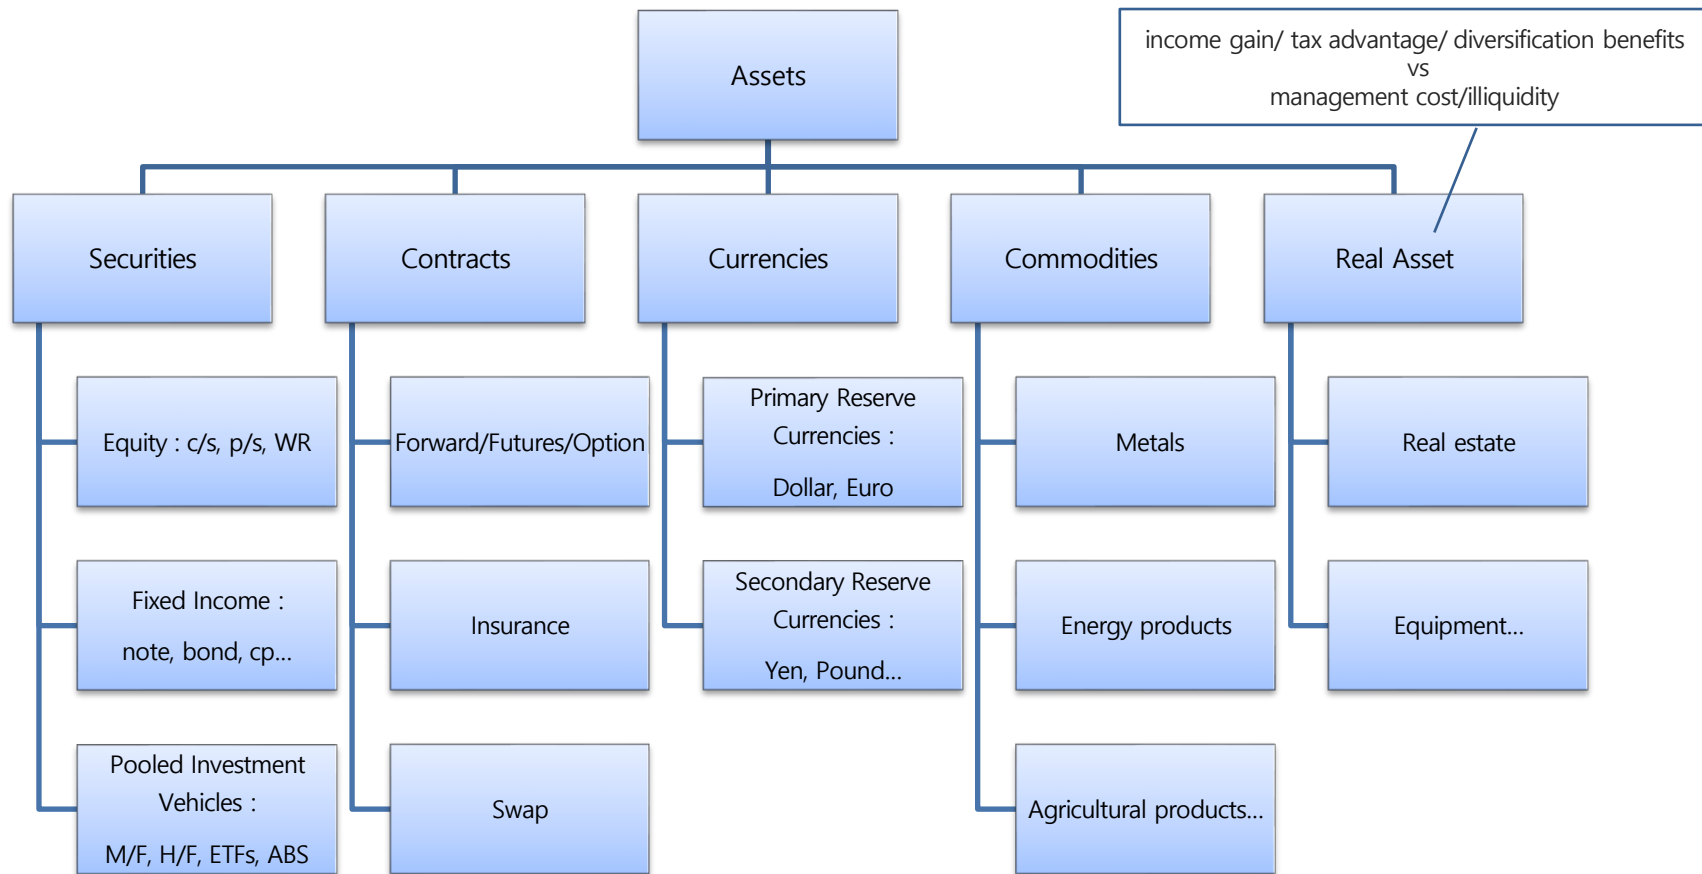 Assets
income gain/ tax advantage/ diversification benefits
vs
management cost/illiquidity
Securities
Contracts
Currencies
Commodities
Real Asset
Equity : c/s, p/s, WR
Forward/Futures/Option
Primary Reserve
Currencies :
Dollar, Euro
Metals
Real estate
Fixed Income :
note, bond, cp...
Insurance
Secondary Reserve
Currencies :
Yen, Pound...
Energy products
Equipment...
Pooled Investment
Vehicles :
M/F, H/F, ETFs, ABS
Swap
Agricultural products...